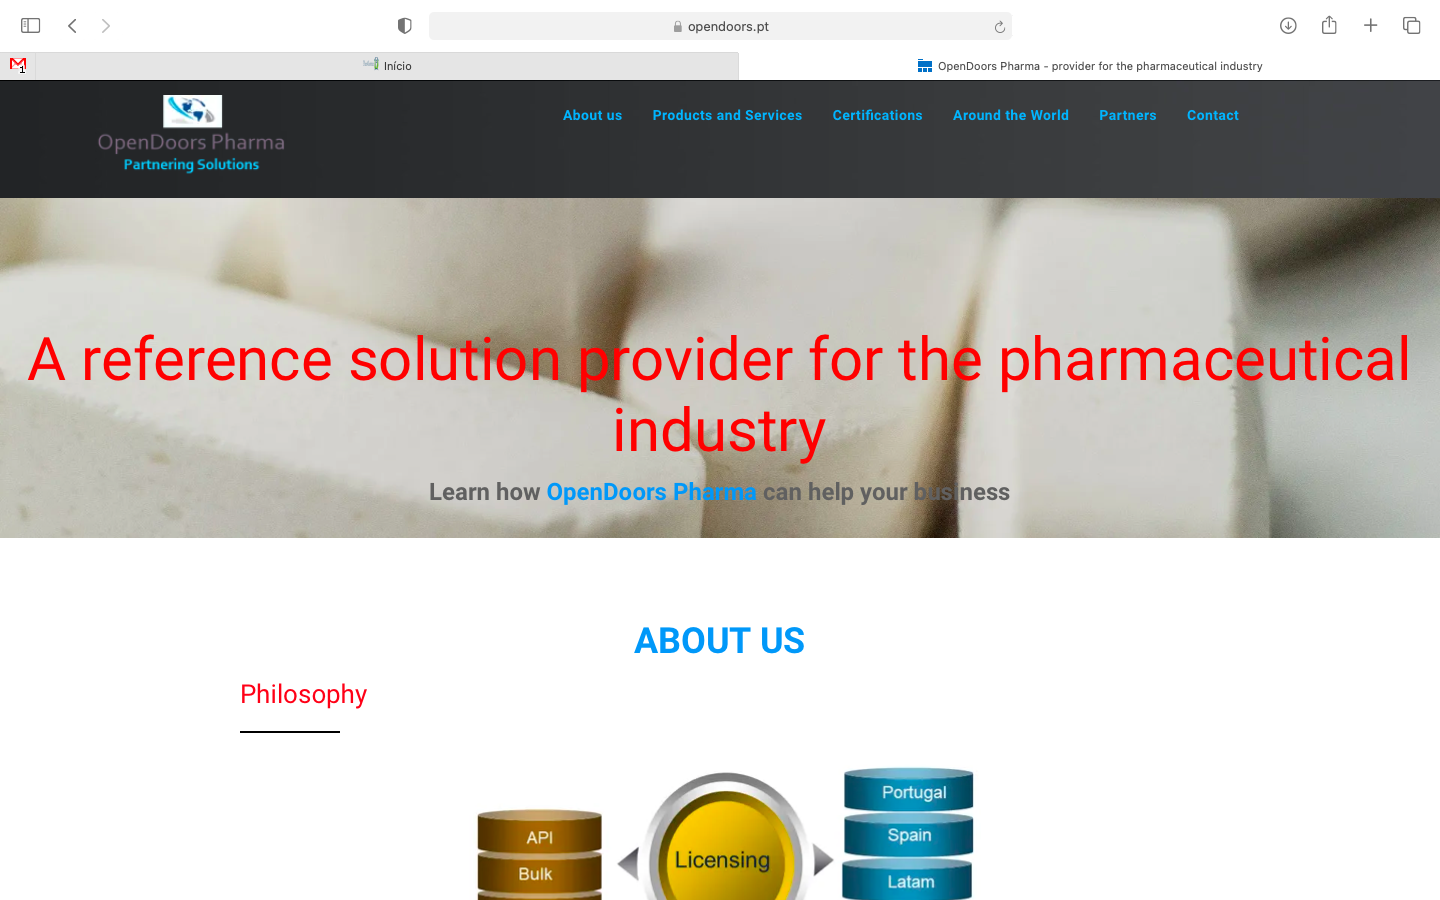 opendoors.pt
1
Início
OpenDoors Pharma - provider for the pharmaceutical industry
OpenDoors Pharma
Partnering Solutions
About us
Products and Services
Certifications
Around the World
Partners
Contact
A reference solution provider for the pharmaceutical
industry
Learn how OpenDoors Pharma can help your business
ABOUT US
Philosophy
API
Bulk
Licensing
Portugal
Spain
Latam